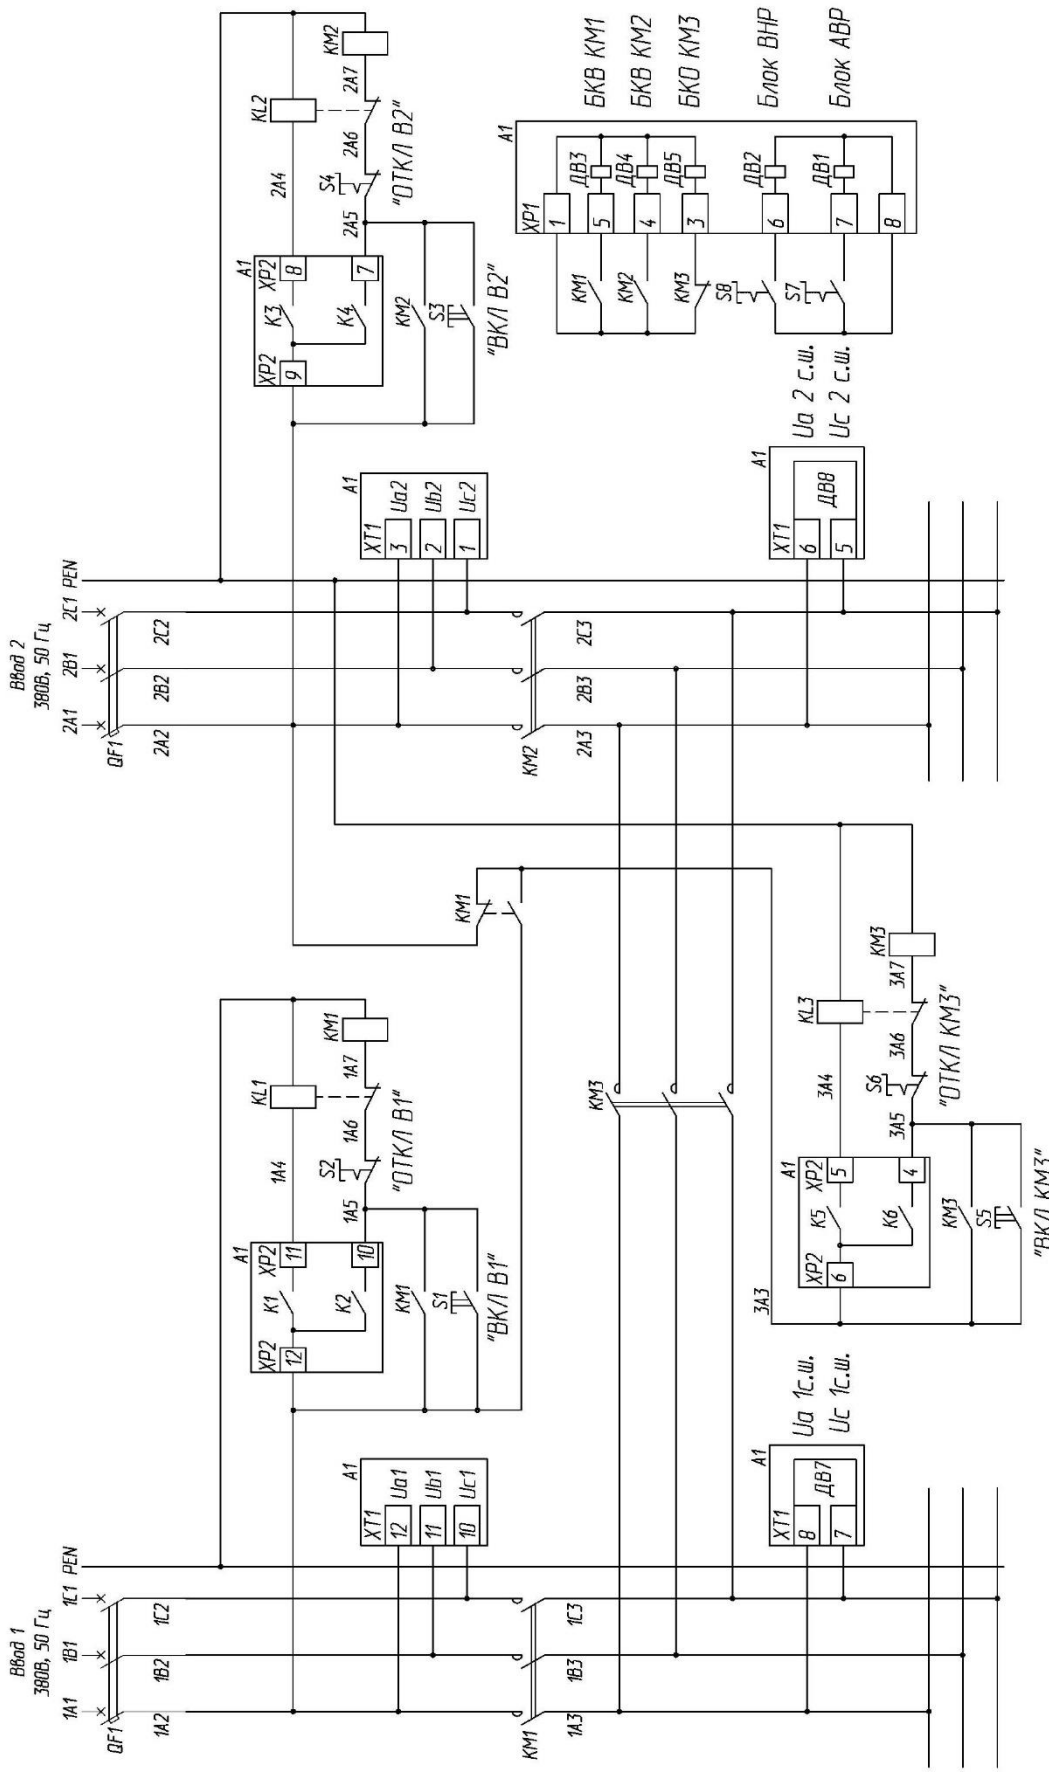 Ввод 1
380В, 50 Гц
1A1
1B1
1C1
PEN
QF1
1A2
1B2
1C2
KM1
1A3
1B3
1C3
A1
XT1
12
Ua1
11
Ub1
10
Uc1
A1
XT1
8
7
ДВ7
Ua 1с.ш.
Uc 1с.ш.
A1
XP2
12
K1
K2
XP2
11
10
1A4
KL1
KM1
S1
"ВКЛ В1"
1A5
S2
1A6
1A7
KM1
"ОТКЛ В1"
KM1
KM3
3A3
A1
XP2
6
K5
K6
XP2
5
4
3A4
KL3
KM3
S5
"ВКЛ КМ3"
3A5
S6
3A6
3A7
KM3
"ОТКЛ КМ3"
Ввод 2
380В, 50 Гц
2A1
2B1
2C1
PEN
QF1
2A2
2B2
2C2
KM2
2A3
2B3
2C3
A1
XT1
3
Ua2
2
Ub2
1
Uc2
A1
XT1
6
5
ДВ8
Ua 2 с.ш.
Uc 2 с.ш.
A1
XP2
9
K3
K4
XP2
8
7
2A4
KL2
KM2
S3
"ВКЛ В2"
2A5
S4
2A6
2A7
KM2
"ОТКЛ В2"
A1
XP1
1
KM1
5
ДВ3
БКВ КМ1
KM2
4
ДВ4
БКВ КМ2
KM3
3
ДВ5
БКО КМ3
S8
6
ДВ2
Блок ВНР
S7
7
ДВ1
Блок АВР
8